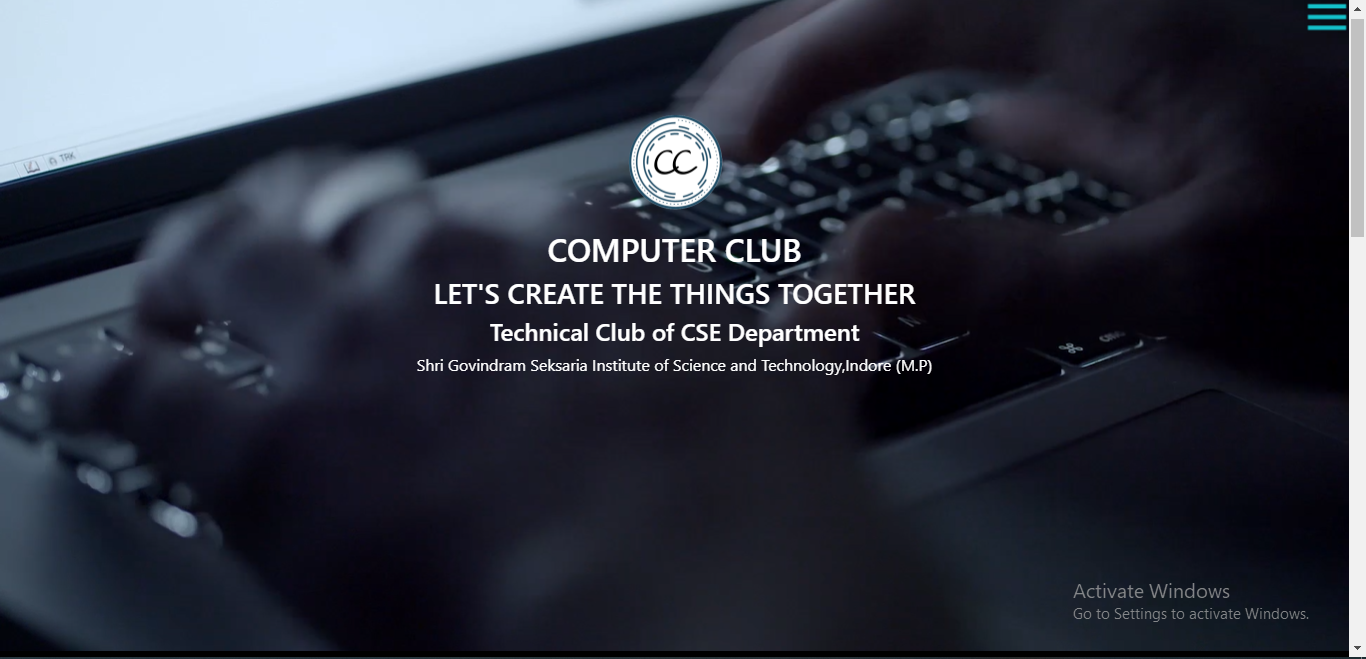 TRK
CC
COMPUTER CLUB
LET'S CREATE THE THINGS TOGETHER
Technical Club of CSE Department
Shri Govindram Seksaria Institute of Science and Technology,Indore (M.P)
Activate Windows
Go to Settings to activate Windows.